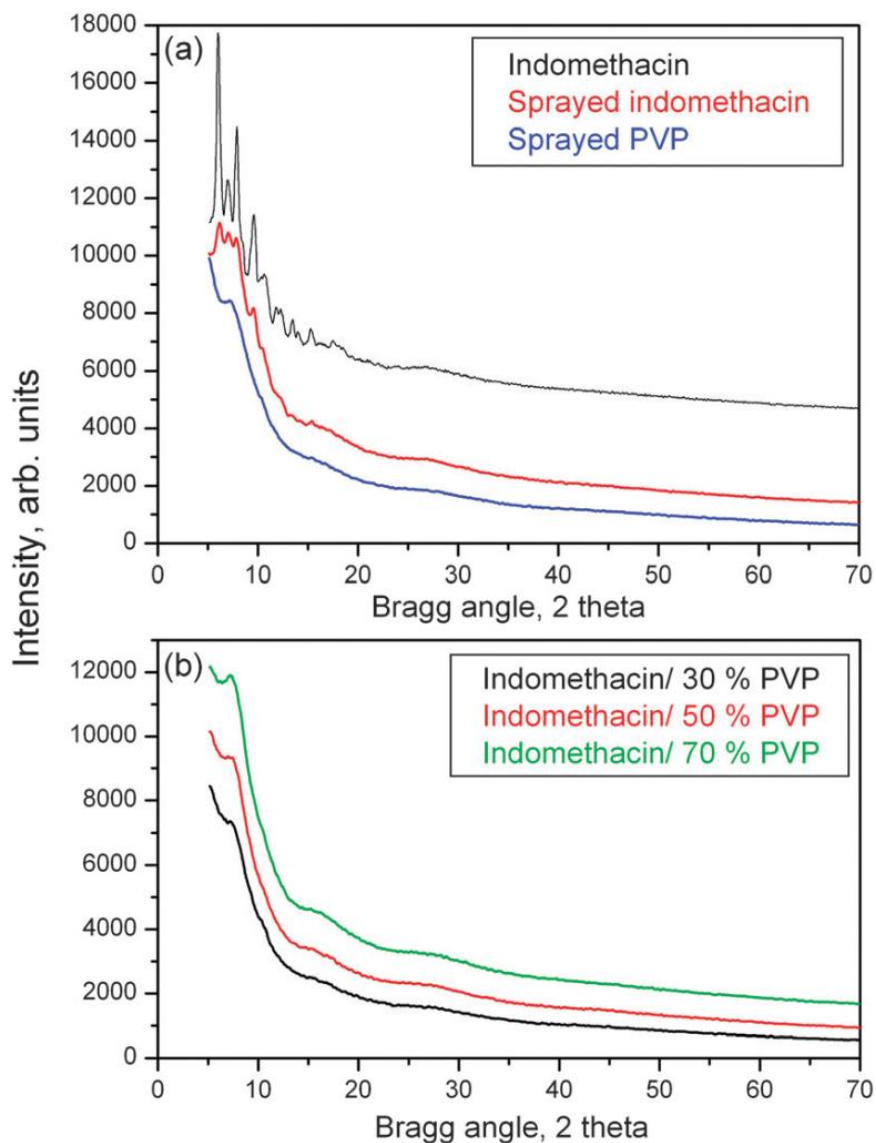 Intensity, arb. units
(a)
Indomethacin
Sprayed indomethacin
Sprayed PVP
18000
16000
14000
12000
10000
8000
6000
4000
2000
0
0 10 20 30 40 50 60 70
Bragg angle, 2 theta
(b)
Indomethacin/ 30 % PVP
Indomethacin/ 50 % PVP
Indomethacin/ 70 % PVP
12000
10000
8000
6000
4000
2000
0
0 10 20 30 40 50 60 70
Bragg angle, 2 theta